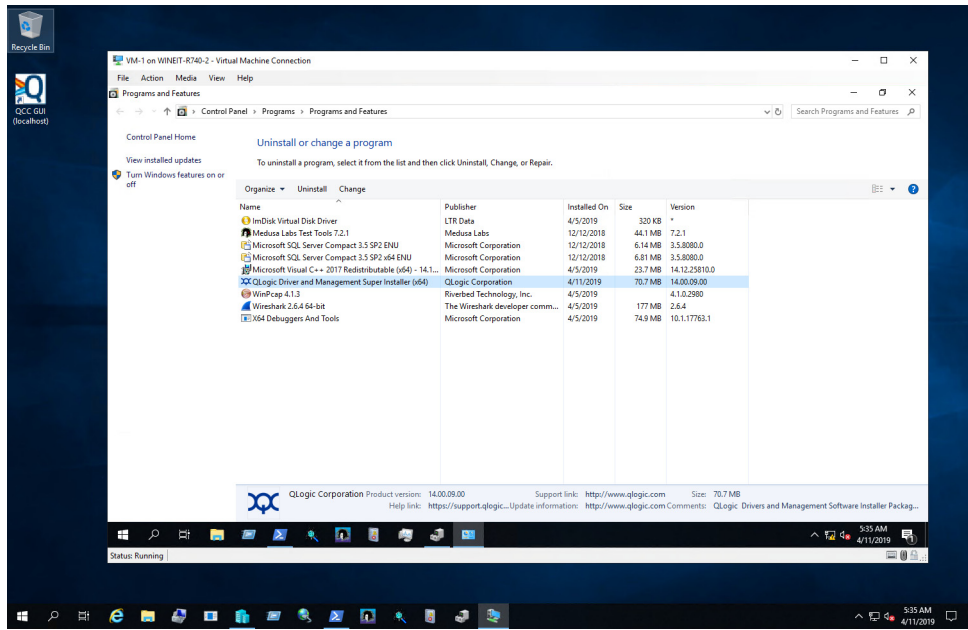 Recycle Bin
QCC GUI
(localhost)
VM-1 on WINEIT-R740-2 - Virtual Machine Connection
File Action Media View Help
Programs and Features
Control Panel > Programs > Programs and Features
Search Programs and Features
Control Panel Home
View installed updates
Turn Windows features on or
off
Uninstall or change a program
To uninstall a program, select it from the list and then click Uninstall, Change, or Repair.
Organize Uninstall Change
Name Publisher Installed On Size Version
ImDisk Virtual Disk Driver LTR Data 4/5/2019 320 KB *
Medusa Labs Test Tools 7.2.1 Medusa Labs 12/12/2018 44.1 MB 7.2.1
Microsoft SQL Server Compact 3.5 SP2 ENU Microsoft Corporation 12/12/2018 6.14 MB 3.5.8080.0
Microsoft SQL Server Compact 3.5 SP2 x64 ENU Microsoft Corporation 12/12/2018 6.81 MB 3.5.8080.0
Microsoft Visual C++ 2017 Redistributable (x64) - 14.1... Microsoft Corporation 4/5/2019 23.7 MB 14.12.25810.0
QLogic Driver and Management Super Installer (x64) QLogic Corporation 4/11/2019 70.7 MB 14.00.09.00
WinPcap 4.1.3 Riverbed Technology, Inc. 4/5/2019 4.1.0.2980
Wireshark 2.6.4 64-bit The Wireshark developer comm... 4/5/2019 177 MB 2.6.4
X64 Debuggers And Tools Microsoft Corporation 4/5/2019 74.9 MB 10.1.17763.1
QLogic Corporation Product version: 14.00.09.00 Support link: http://www.qlogic.com Size: 70.7 MB
Help link: https://support.qlogic... Update information: http://www.qlogic.com Comments: QLogic Drivers and Management Software Installer Packag...
5:35 AM
4/11/2019
Status: Running
5:35 AM
4/11/2019